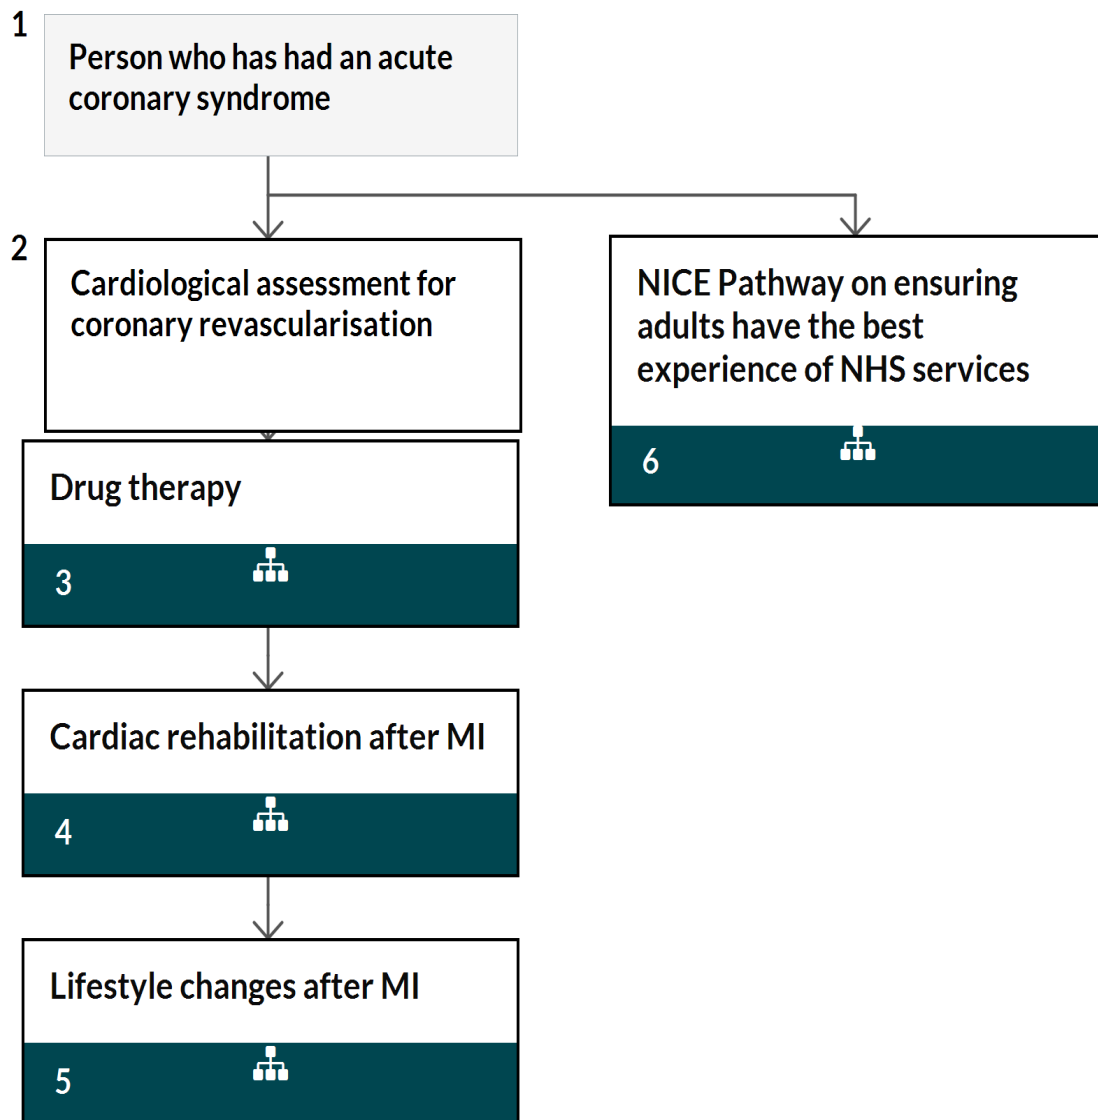 1
Person who has had an acute
coronary syndrome
2
Cardiological assessment for
coronary revascularisation
NICE Pathway on ensuring
adults have the best
experience of NHS services
6
Drug therapy
3
Cardiac rehabilitation after MI
4
Lifestyle changes after MI
5